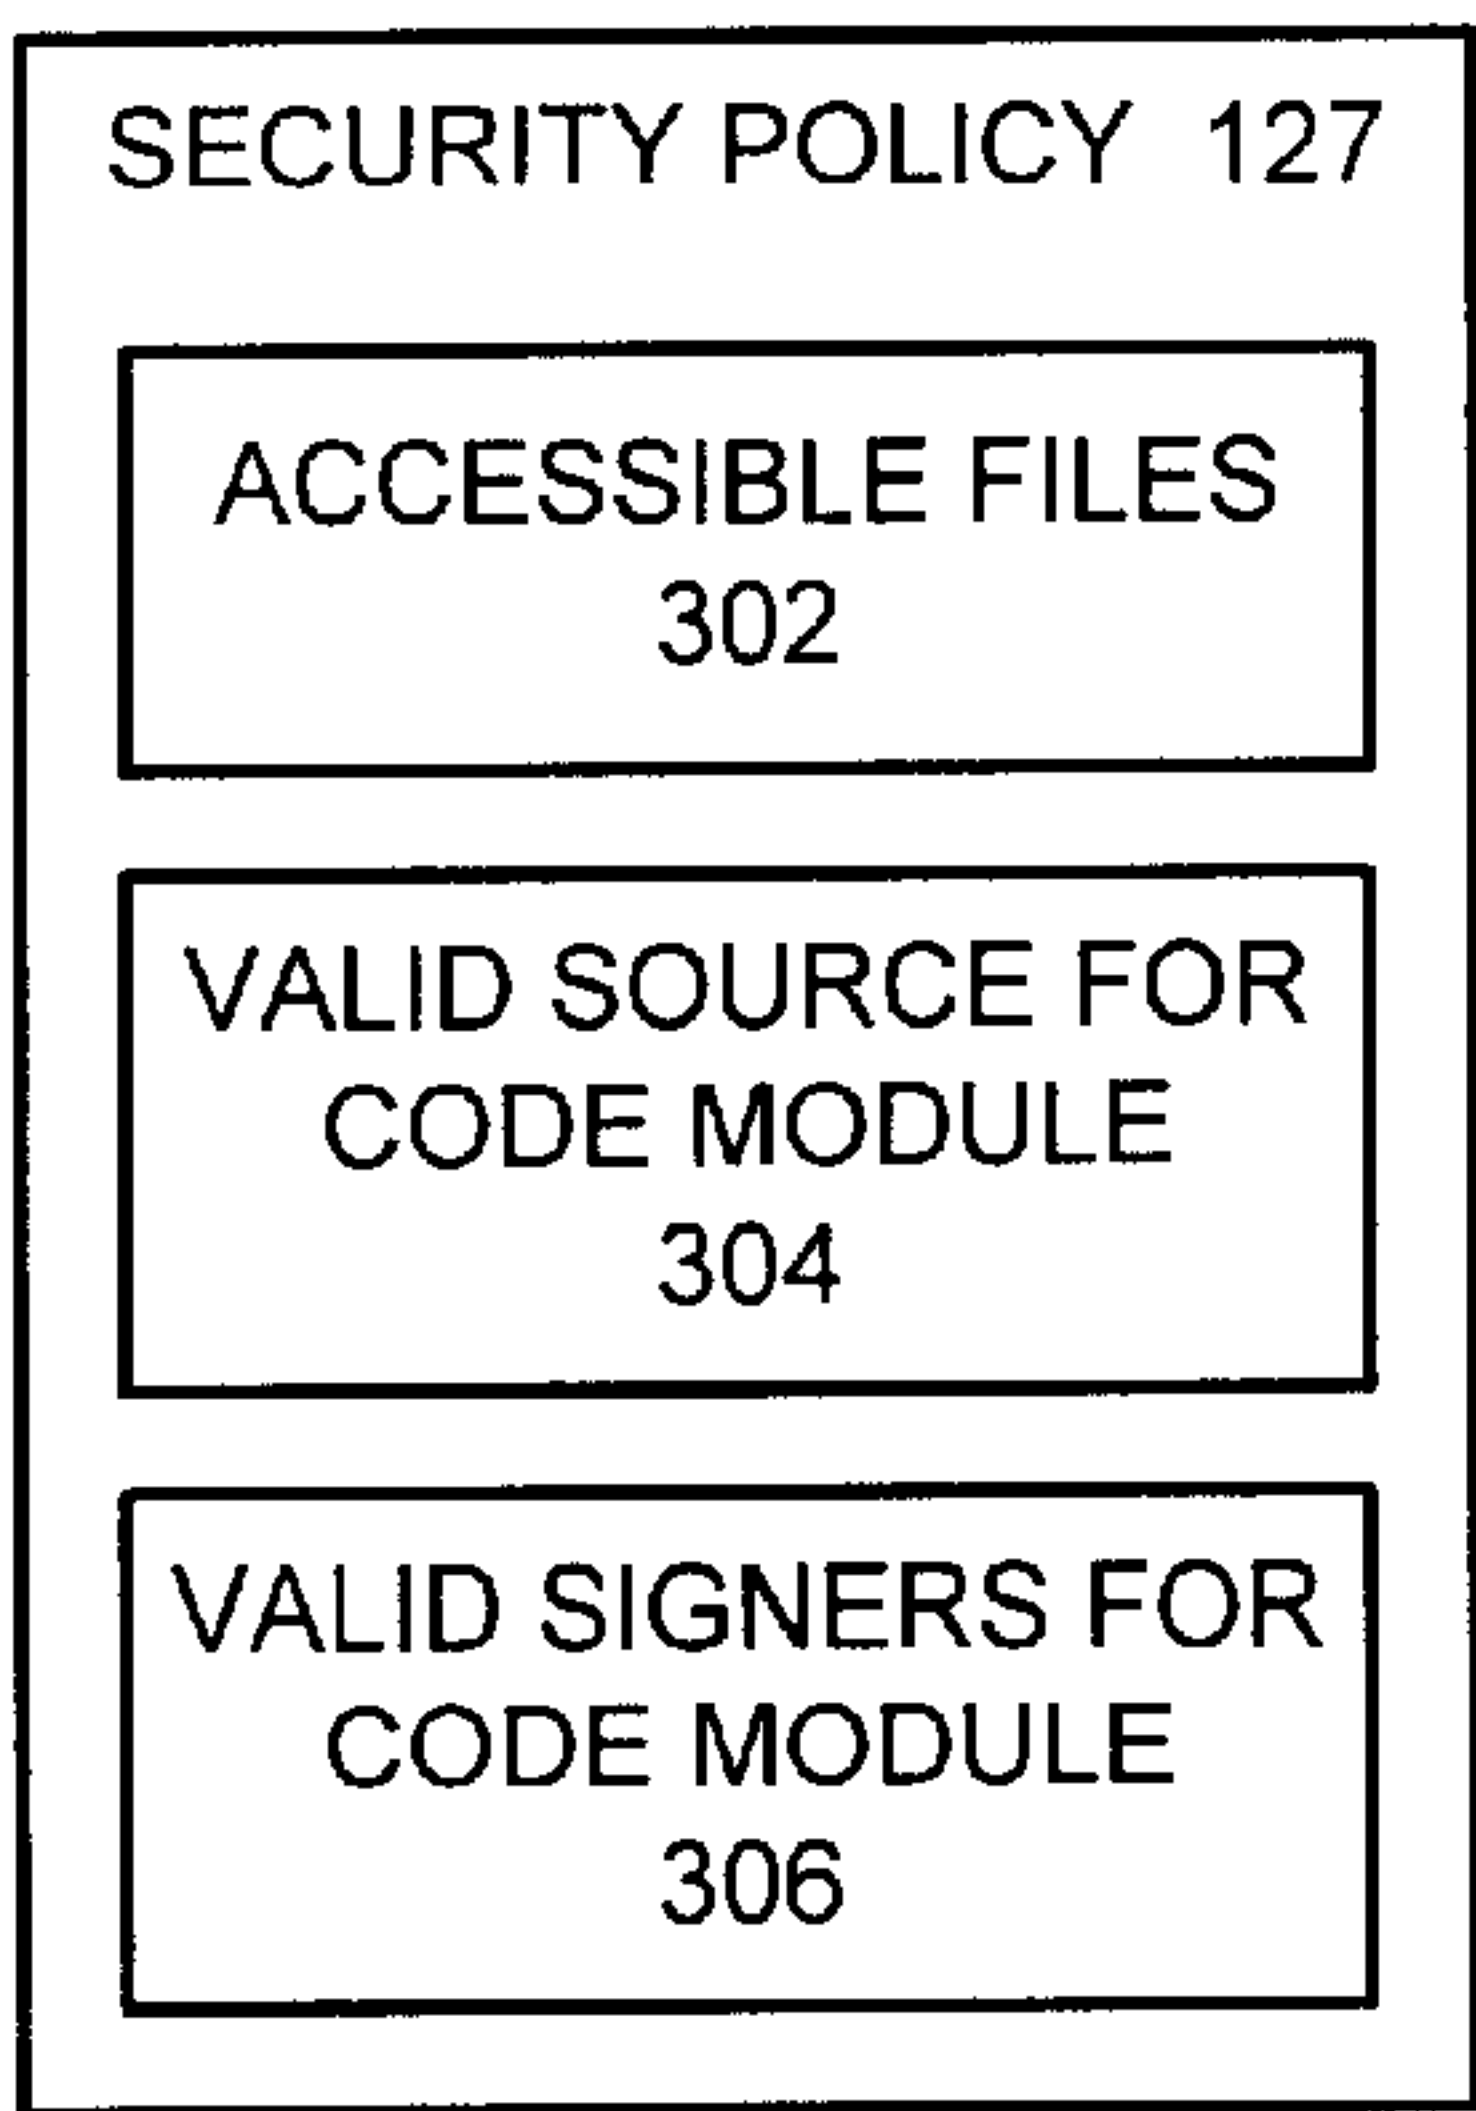 SECURITY POLICY 127
ACCESSIBLE FILES
302
VALID SOURCE FOR
CODE MODULE
304
VALID SIGNERS FOR
CODE MODULE
306